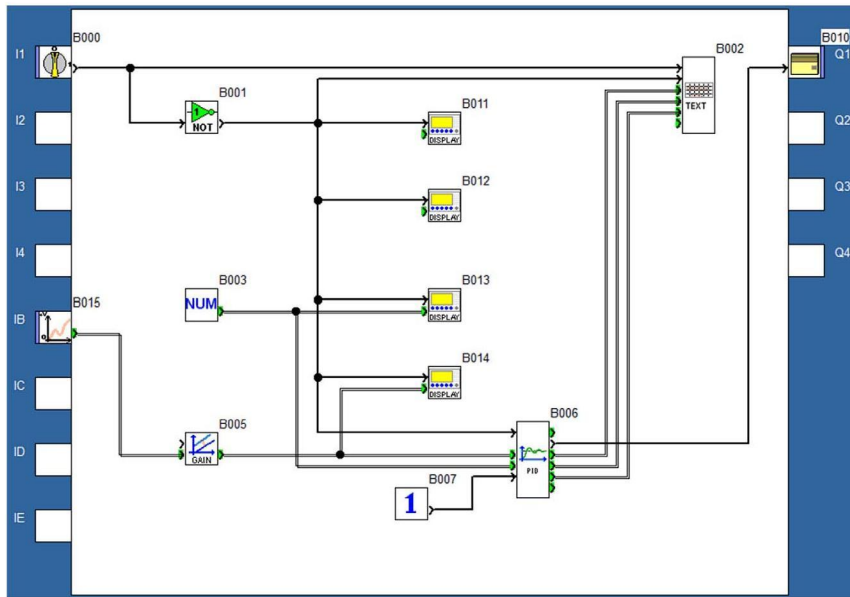 B000
B010
I1
B002
Q1
TEXT
B001
NOT
B011
DISPLAY
I2
Q2
B012
DISPLAY
I3
Q3
I4
Q4
B003
NUM
B013
DISPLAY
B015
IB
B014
DISPLAY
IC
B005
GAIN
B006
PID
ID
B007
1
IE